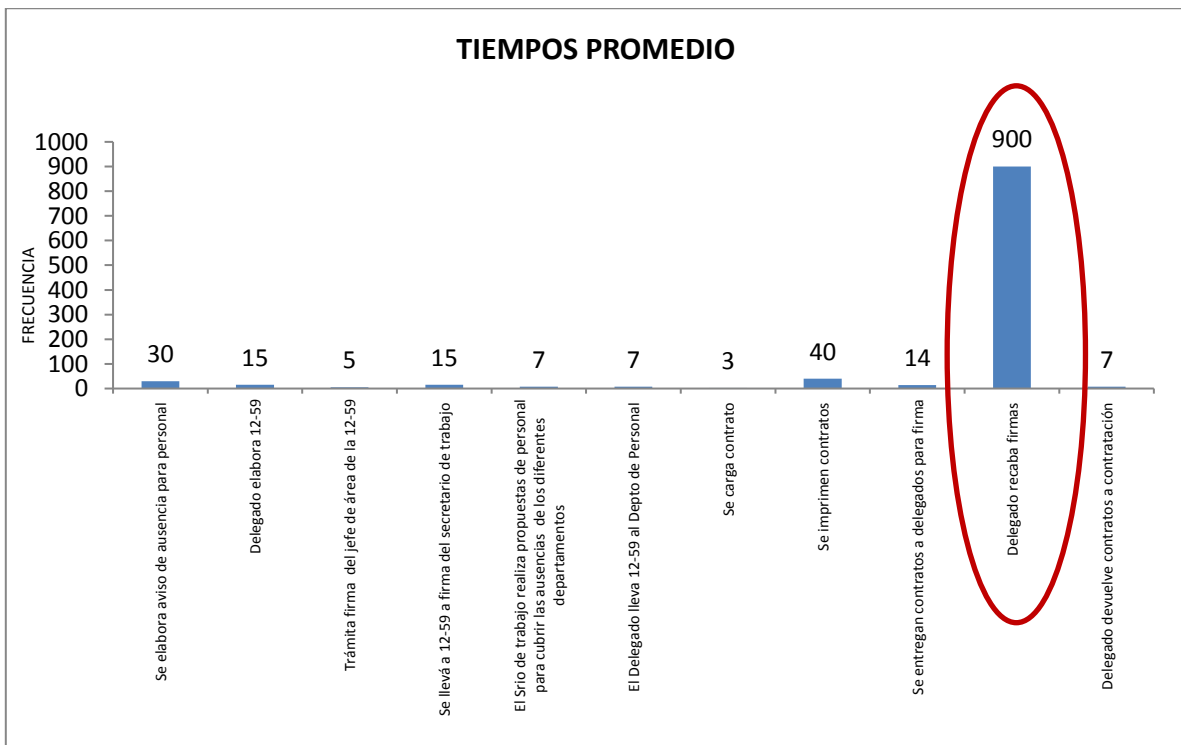 TIEMPOS PROMEDIO
FRECUENCIA
1000
900
800
700
600
500
400
300
200
100
0
30
15
5
15
7
7
3
40
14
900
7
Se elabora aviso de ausencia para personal
Delegado elabora 12-59
Trámita firma del jefe de área de la 12-59
Se llevá a 12-59 a firma del secretario de trabajo
El Srio de trabajo realiza propuestas de personal
para cubrir las ausencias de los diferentes
departamentos
El Delegado lleva 12-59 al Depto de Personal
Se carga contrato
Se imprimen contratos
Se entregan contratos a delegados para firma
Delegado recaba firmas
Delegado devuelve contratos a contratación